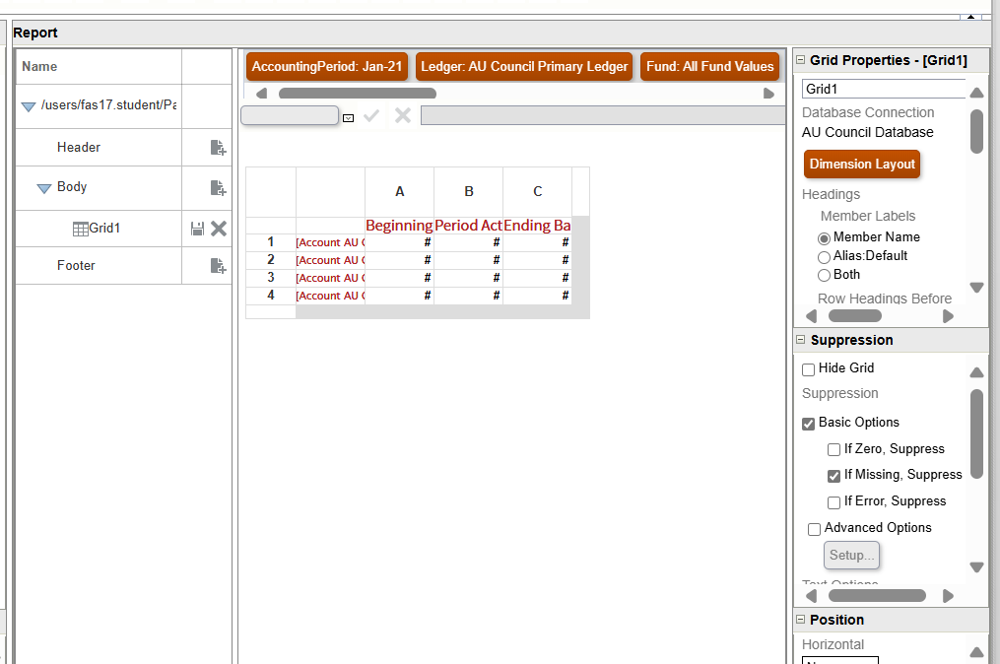 Report
Name
/users/fas17.student/Pa
Header
Body
Grid1
Footer
AccountingPeriod: Jan-21 Ledger: AU Council Primary Ledger Fund: All Fund Values
A B C
Beginning Period Act Ending Ba
1 [Account AU C # # #
2 [Account AU C # # #
3 [Account AU C # # #
4 [Account AU C # # #
Grid Properties - [Grid1]
Grid1
Database Connection
AU Council Database
Dimension Layout
Headings
Member Labels
Member Name
Alias:Default
Both
Row Headings Before
Suppression
Hide Grid
Suppression
Basic Options
If Zero, Suppress
If Missing, Suppress
If Error, Suppress
Advanced Options
Setup...
Text Options
Position
Horizontal